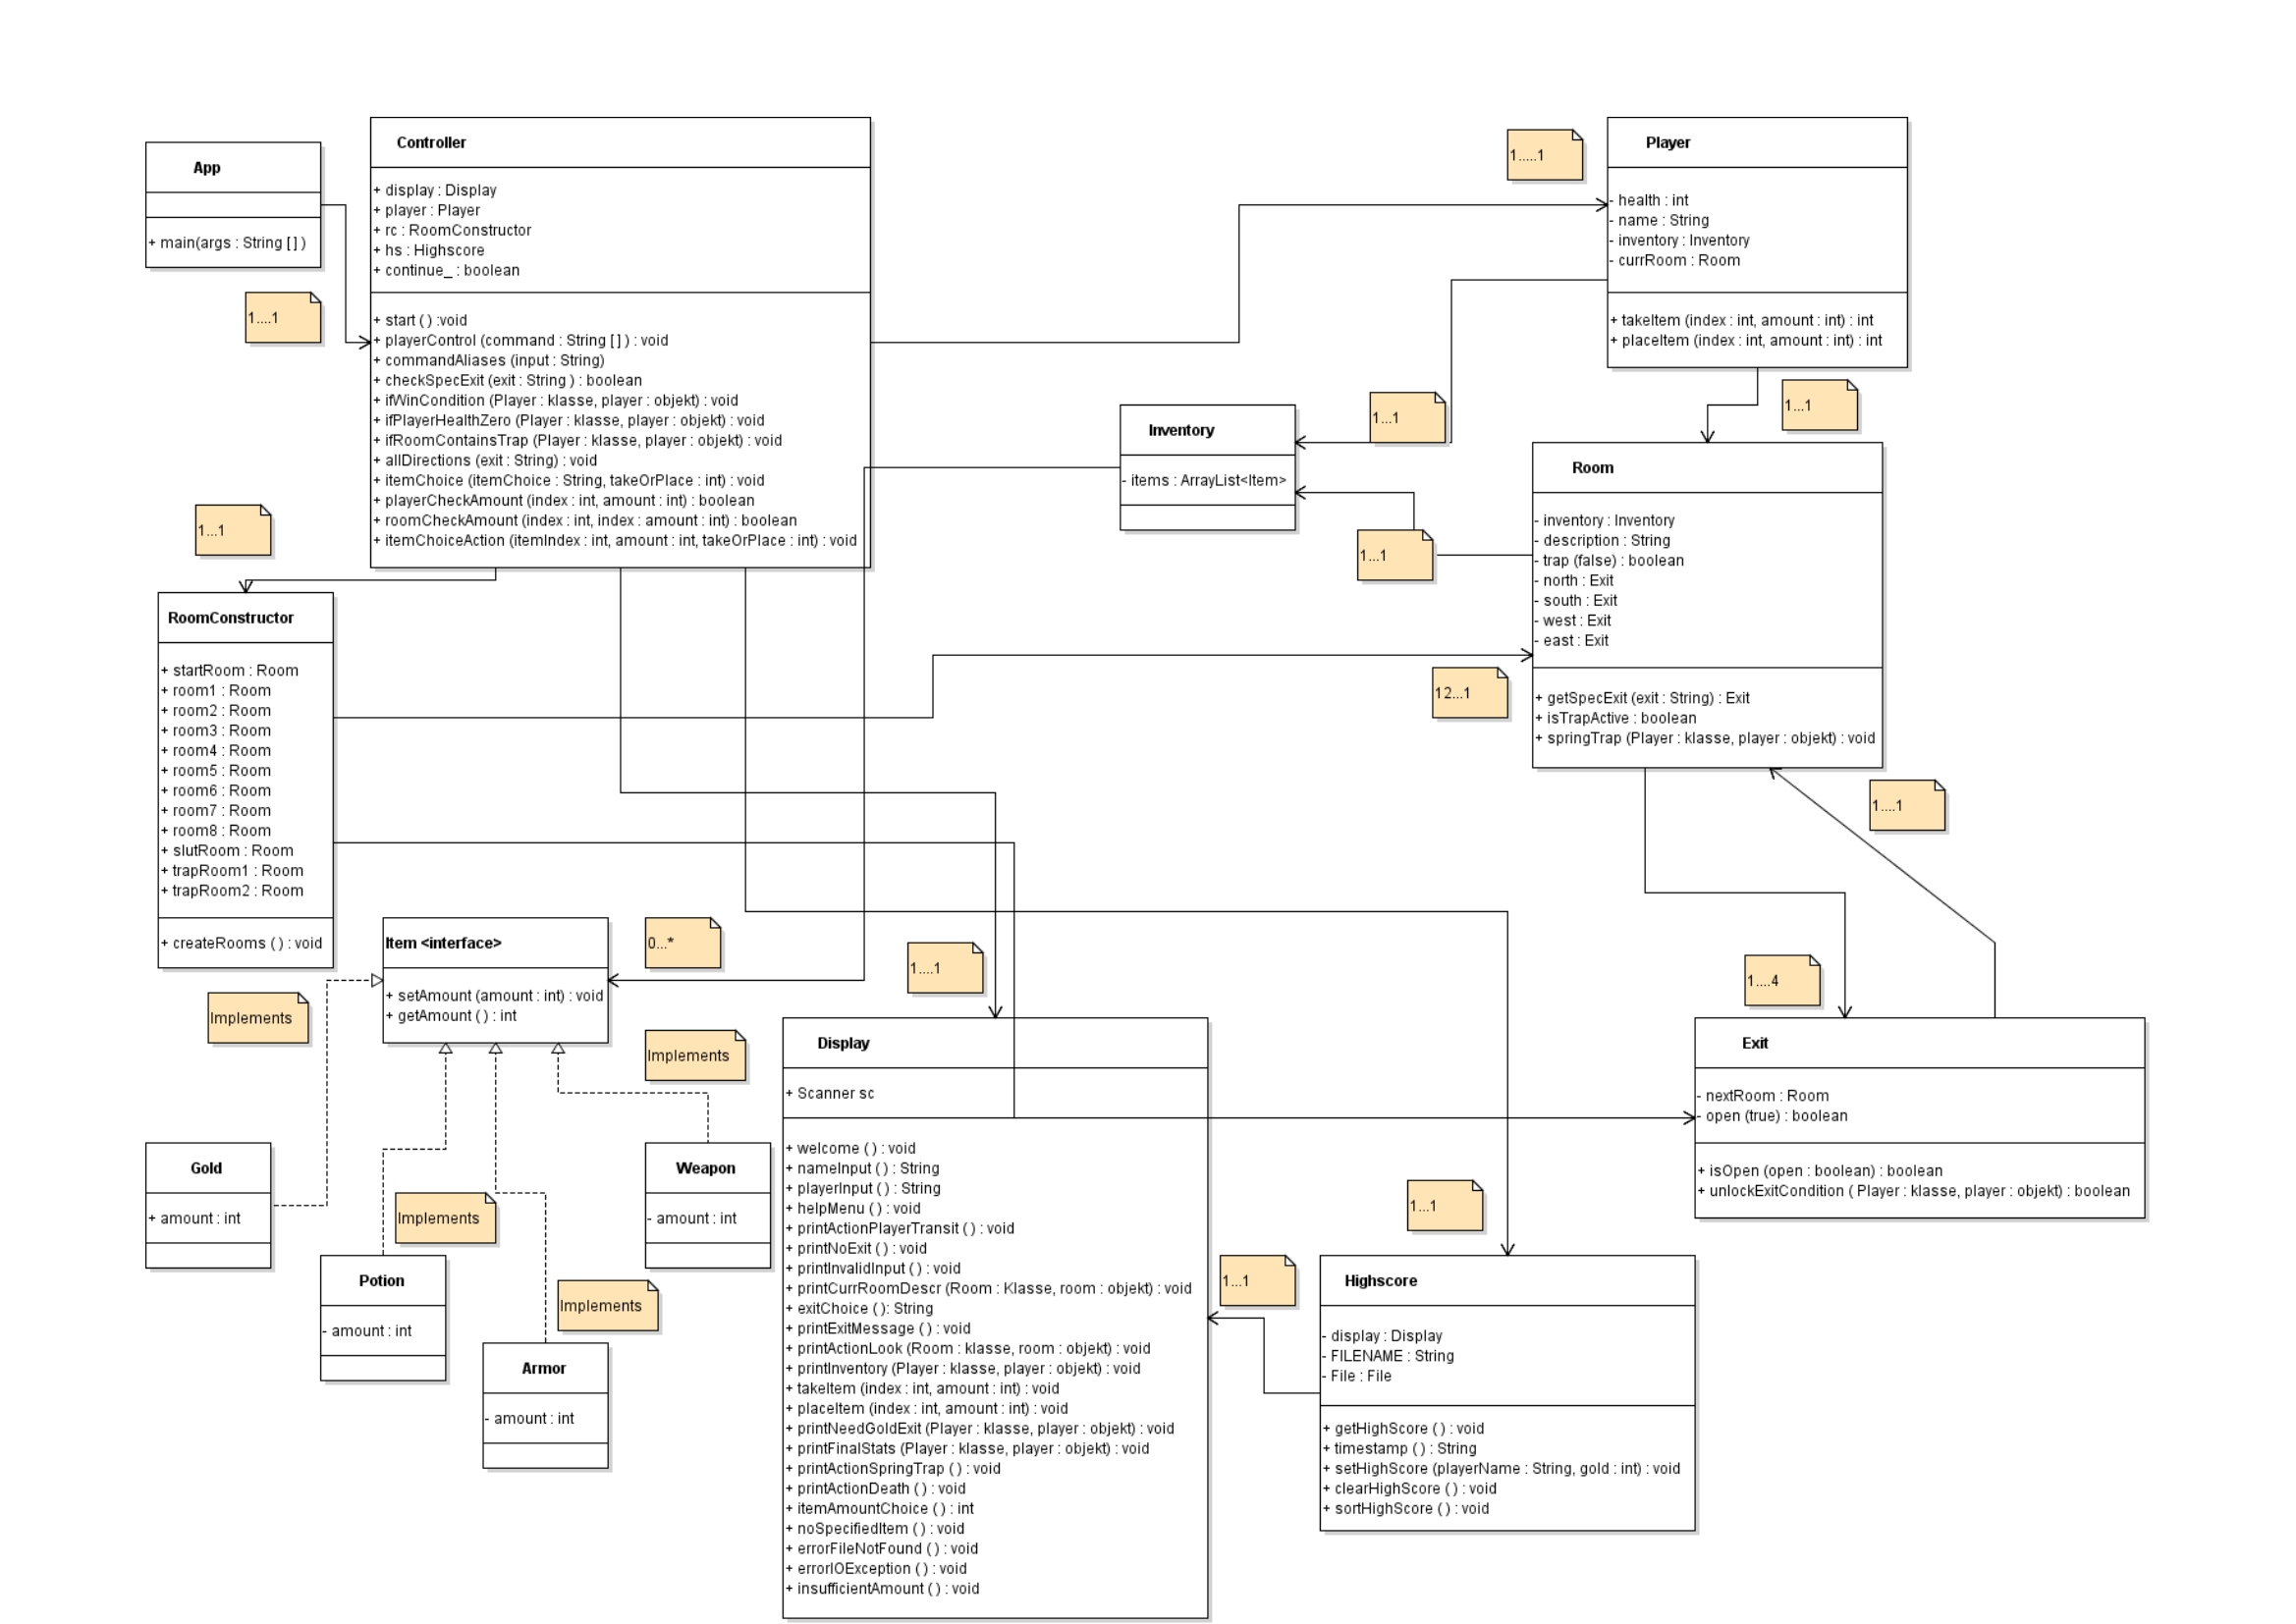 App
+ main(args : String [ ] )
1....1
Controller
+ display : Display
+ player : Player
+ rc : RoomConstructor
+ hs : Highscore
+ continue_ : boolean
+ start ( ) :void
+ playerControl (command : String [ ] ) : void
+ commandAliases (input : String)
+ checkSpecExit (exit : String ) : boolean
+ ifWinCondition (Player : klasse, player : objekt) : void
+ ifPlayerHealthZero (Player : klasse, player : objekt) : void
+ ifRoomContainsTrap (Player : klasse, player : objekt) : void
+ allDirections (exit : String) : void
+ itemChoice (itemChoice : String, takeOrPlace : int) : void
+ playerCheckAmount (index : int, amount : int) : boolean
+ roomCheckAmount (index : int, index : amount : int) : boolean
+ itemChoiceAction (itemIndex : int, amount : int, takeOrPlace : int) : void
1.....1
Player
- health : int
- name : String
- inventory : Inventory
- currRoom : Room
+ takeItem (index : int, amount : int) : int
+ placeItem (index : int, amount : int) : int
1...1
1...1
Inventory
- items : ArrayList<Item>
1...1
Room
- inventory : Inventory
- description : String
- trap (false) : boolean
- north : Exit
- south : Exit
- west : Exit
- east : Exit
+ getSpecExit (exit : String) : Exit
+ isTrapActive : boolean
+ springTrap (Player : klasse, player : objekt) : void
12...1
1...1
RoomConstructor
+ startRoom : Room
+ room1 : Room
+ room2 : Room
+ room3 : Room
+ room4 : Room
+ room5 : Room
+ room6 : Room
+ room7 : Room
+ room8 : Room
+ slutRoom : Room
+ trapRoom1 : Room
+ trapRoom2 : Room
+ createRooms ( ) : void
1....1
1....4
Item <interface>
+ setAmount (amount : int) : void
+ getAmount ( ) : int
0...*
1....1
Implements
Implements
Implements
Implements
Gold
+ amount : int
Potion
- amount : int
Armor
- amount : int
Weapon
- amount : int
Display
+ Scanner sc
+ welcome ( ) : void
+ nameInput ( ) : String
+ playerInput ( ) : String
+ helpMenu ( ) : void
+ printActionPlayerTransit ( ) : void
+ printNoExit ( ) : void
+ printInvalidInput ( ) : void
+ printCurrRoomDescr (Room : Klasse, room : objekt) : void
+ exitChoice ( ): String
+ printExitMessage ( ) : void
+ printActionLook (Room : klasse, room : objekt) : void
+ printInventory (Player : klasse, player : objekt) : void
+ takeItem (index : int, amount : int) : void
+ placeItem (index : int, amount : int) : void
+ printNeedGoldExit (Player : klasse, player : objekt) : void
+ printFinalStats (Player : klasse, player : objekt) : void
+ printActionSpringTrap ( ) : void
+ printActionDeath ( ) : void
+ itemAmountChoice ( ) : int
+ noSpecifiedItem ( ) : void
+ errorFileNotFound ( ) : void
+ errorIOException ( ) : void
+ insufficientAmount ( ) : void
Exit
- nextRoom : Room
- open (true) : boolean
+ isOpen (open : boolean) : boolean
+ unlockExitCondition ( Player : klasse, player : objekt) : boolean
1...1
1...1
Highscore
- display : Display
- FILENAME : String
- File : File
+ getHighScore ( ) : void
+ timestamp ( ) : String
+ setHighScore (playerName : String, gold : int) : void
+ clearHighScore ( ) : void
+ sortHighScore ( ) : void